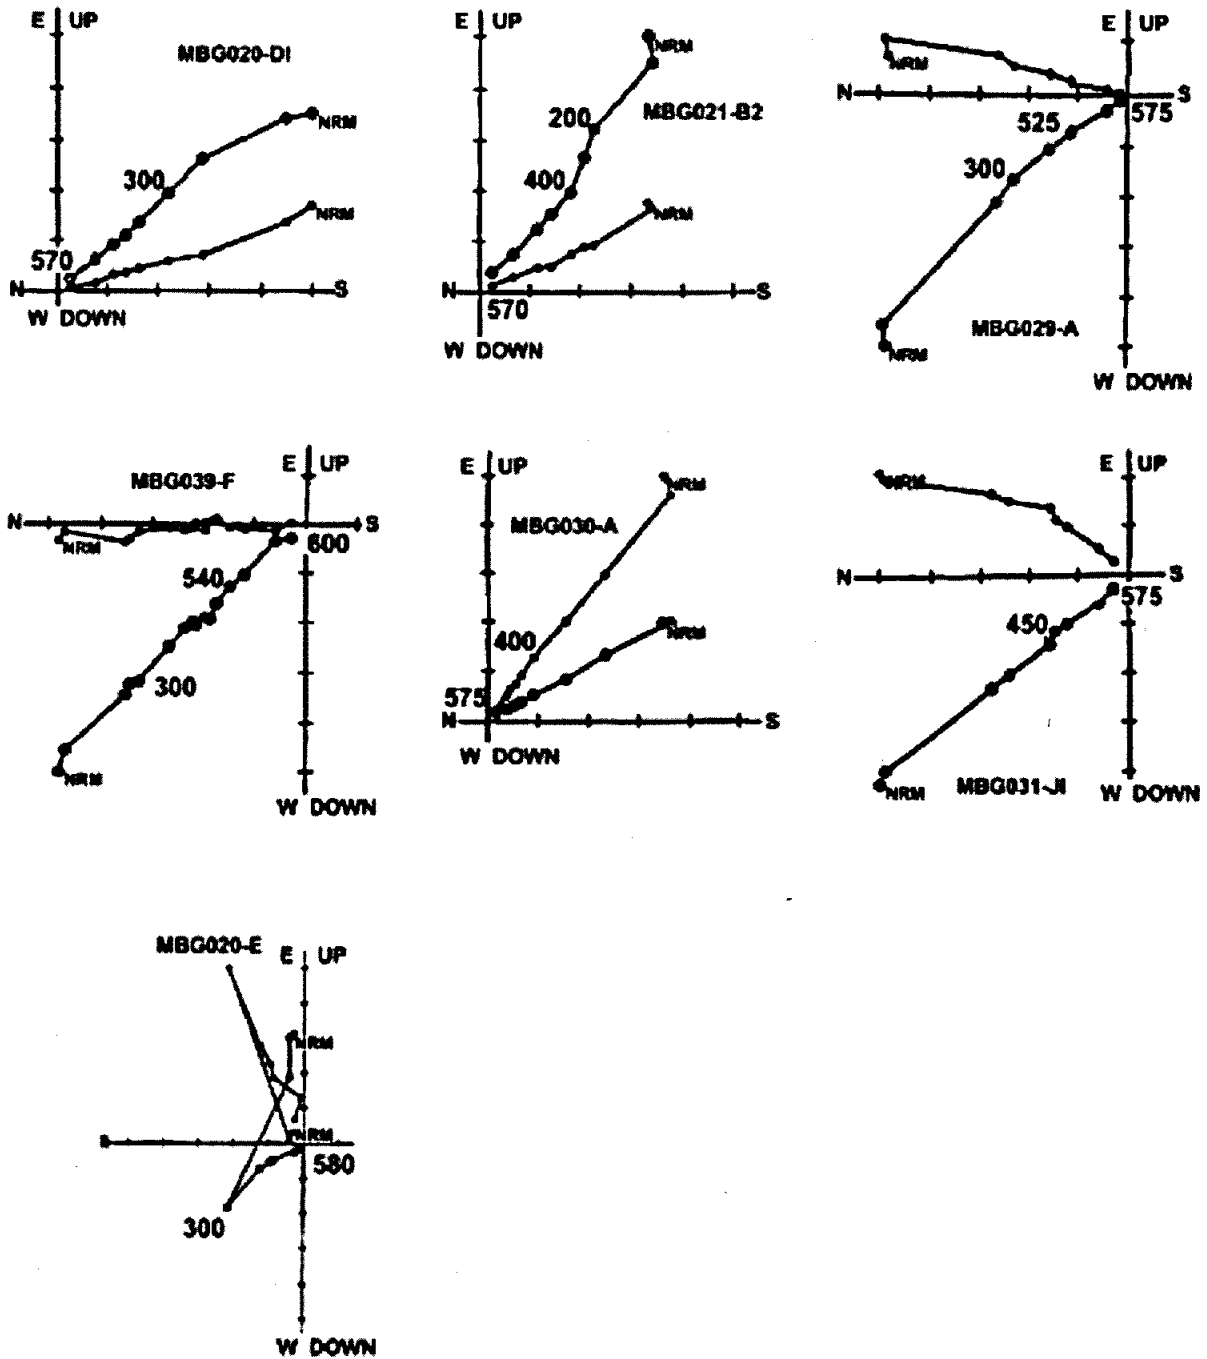 E UP
MBG020-DI
NRM
300
NRM
570
N S
W DOWN
E UP
NRM
MBG021-B2
200
400
NRM
N S
570
W DOWN
E UP
NRM
N S
575
525
300
MBG029-A
NRM
W DOWN
E UP
MBG039-F
N S
NRM
600
540
300
NRM
W DOWN
E UP
NRM
MBG030-A
NRM
400
575
N S
W DOWN
E UP
NRM
N S
575
450
MBG031-JI
NRM
W DOWN
MBG020-E
E UP
NRM
NRM
580
300
W DOWN